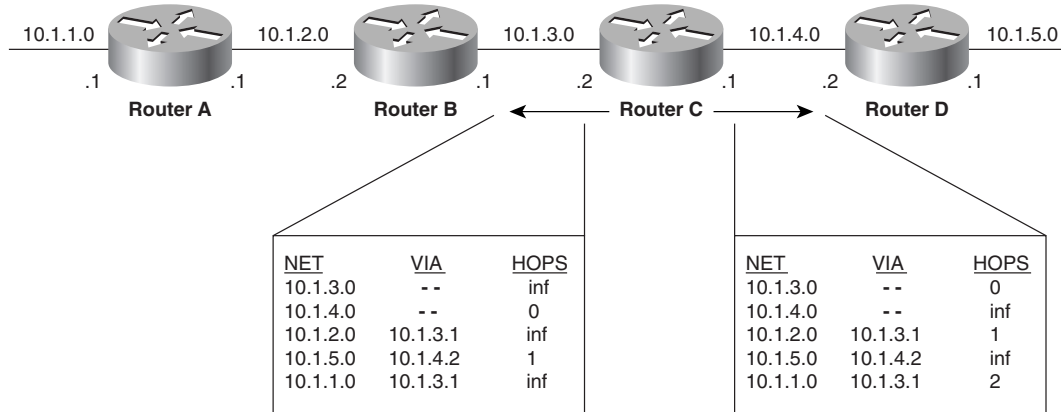 10.1.1.0 10.1.2.0 10.1.3.0 10.1.4.0 10.1.5.0
.1 .1 .2 .1 .2 .1 .2 .1
Router A Router B Router C Router D
NET VIA HOPS
10.1.3.0 -- inf
10.1.4.0 -- 0
10.1.2.0 10.1.3.1 inf
10.1.5.0 10.1.4.2 1
10.1.1.0 10.1.3.1 inf
NET VIA HOPS
10.1.3.0 -- 0
10.1.4.0 -- inf
10.1.2.0 10.1.3.1 1
10.1.5.0 10.1.4.2 inf
10.1.1.0 10.1.3.1 2